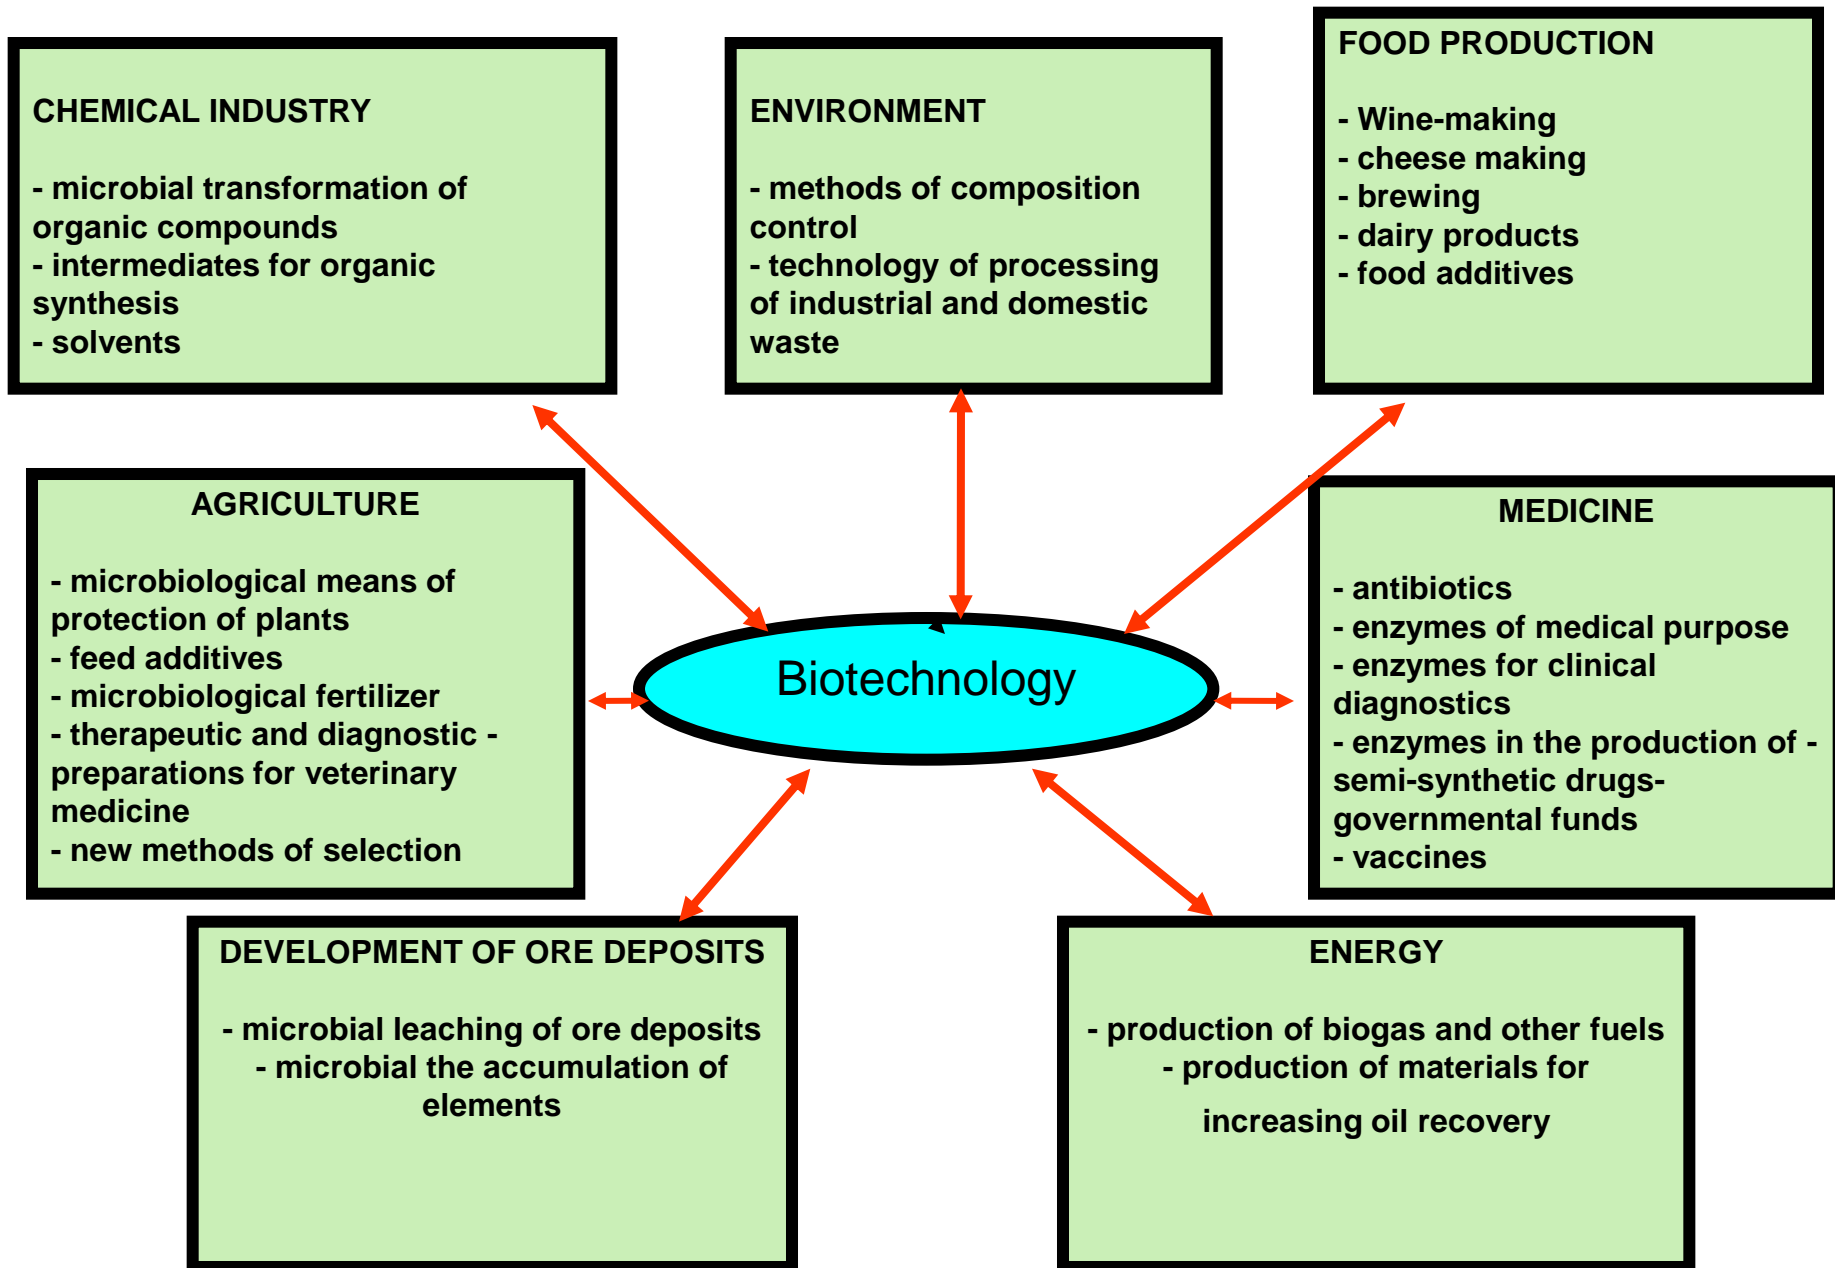 CHEMICAL INDUSTRY
- microbial transformation of
organic compounds
- intermediates for organic
synthesis
- solvents
ENVIRONMENT
- methods of composition
control
- technology of processing
of industrial and domestic
waste
FOOD PRODUCTION
- Wine-making
- cheese making
- brewing
- dairy products
- food additives
AGRICULTURE
- microbiological means of
protection of plants
- feed additives
- microbiological fertilizer
- therapeutic and diagnostic -
preparations for veterinary
medicine
- new methods of selection
Biotechnology
MEDICINE
- antibiotics
- enzymes of medical purpose
- enzymes for clinical
diagnostics
- enzymes in the production of -
semi-synthetic drugs-
governmental funds
- vaccines
DEVELOPMENT OF ORE DEPOSITS
- microbial leaching of ore deposits
- microbial the accumulation of
elements
ENERGY
- production of biogas and other fuels
- production of materials for
increasing oil recovery